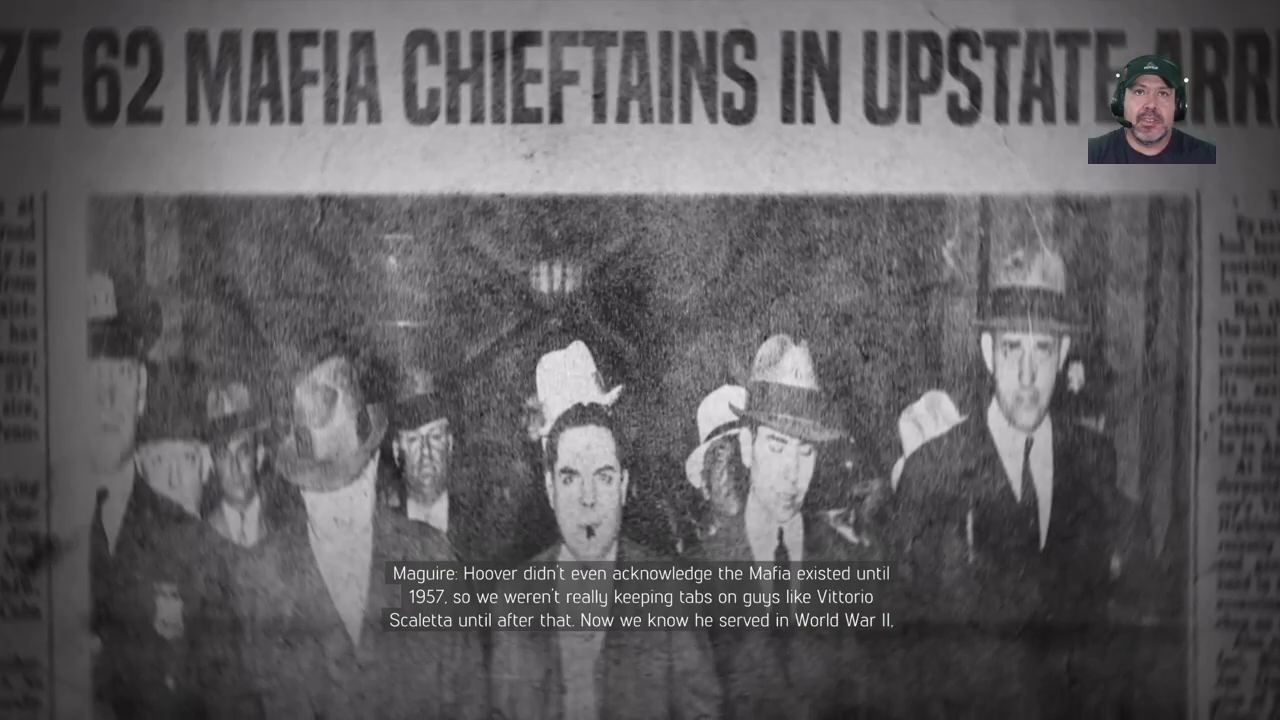 ZE 62 MAFIA CHIEFTAINS IN UPSTATE ARR
Maguire: Hoover didn't even acknowledge the Mafia existed until
1957, so we weren't really keeping tabs on guys like Vittorio
Scaletta until after that. Now we know he served in World War II,